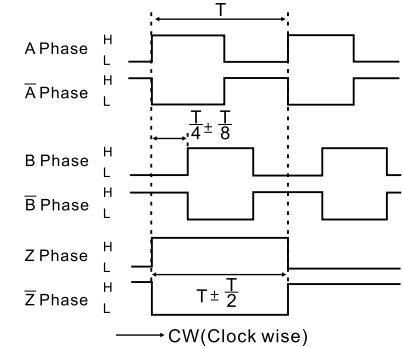 T
A Phase H
L
A̅ Phase H
L
T/4 ± T/8
B Phase H
L
B̅ Phase H
L
Z Phase H
L
T ± T/2
Z̅ Phase H
L
CW(Clock wise)